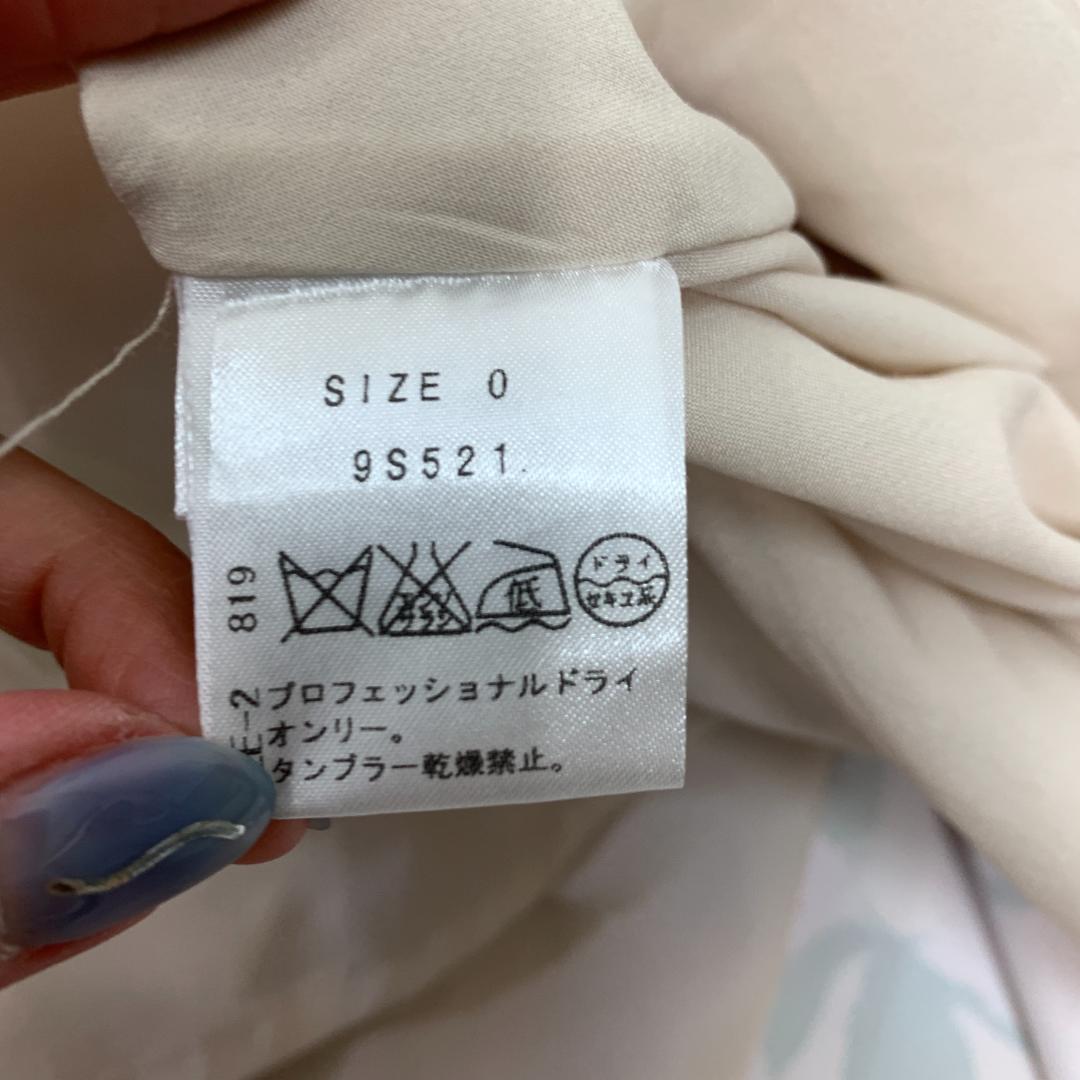 SIZE 0
9S521.
低
ドライ
セキユ系
プロフェッショナルドライ
オンリー。
タンブラー乾燥禁止。
819